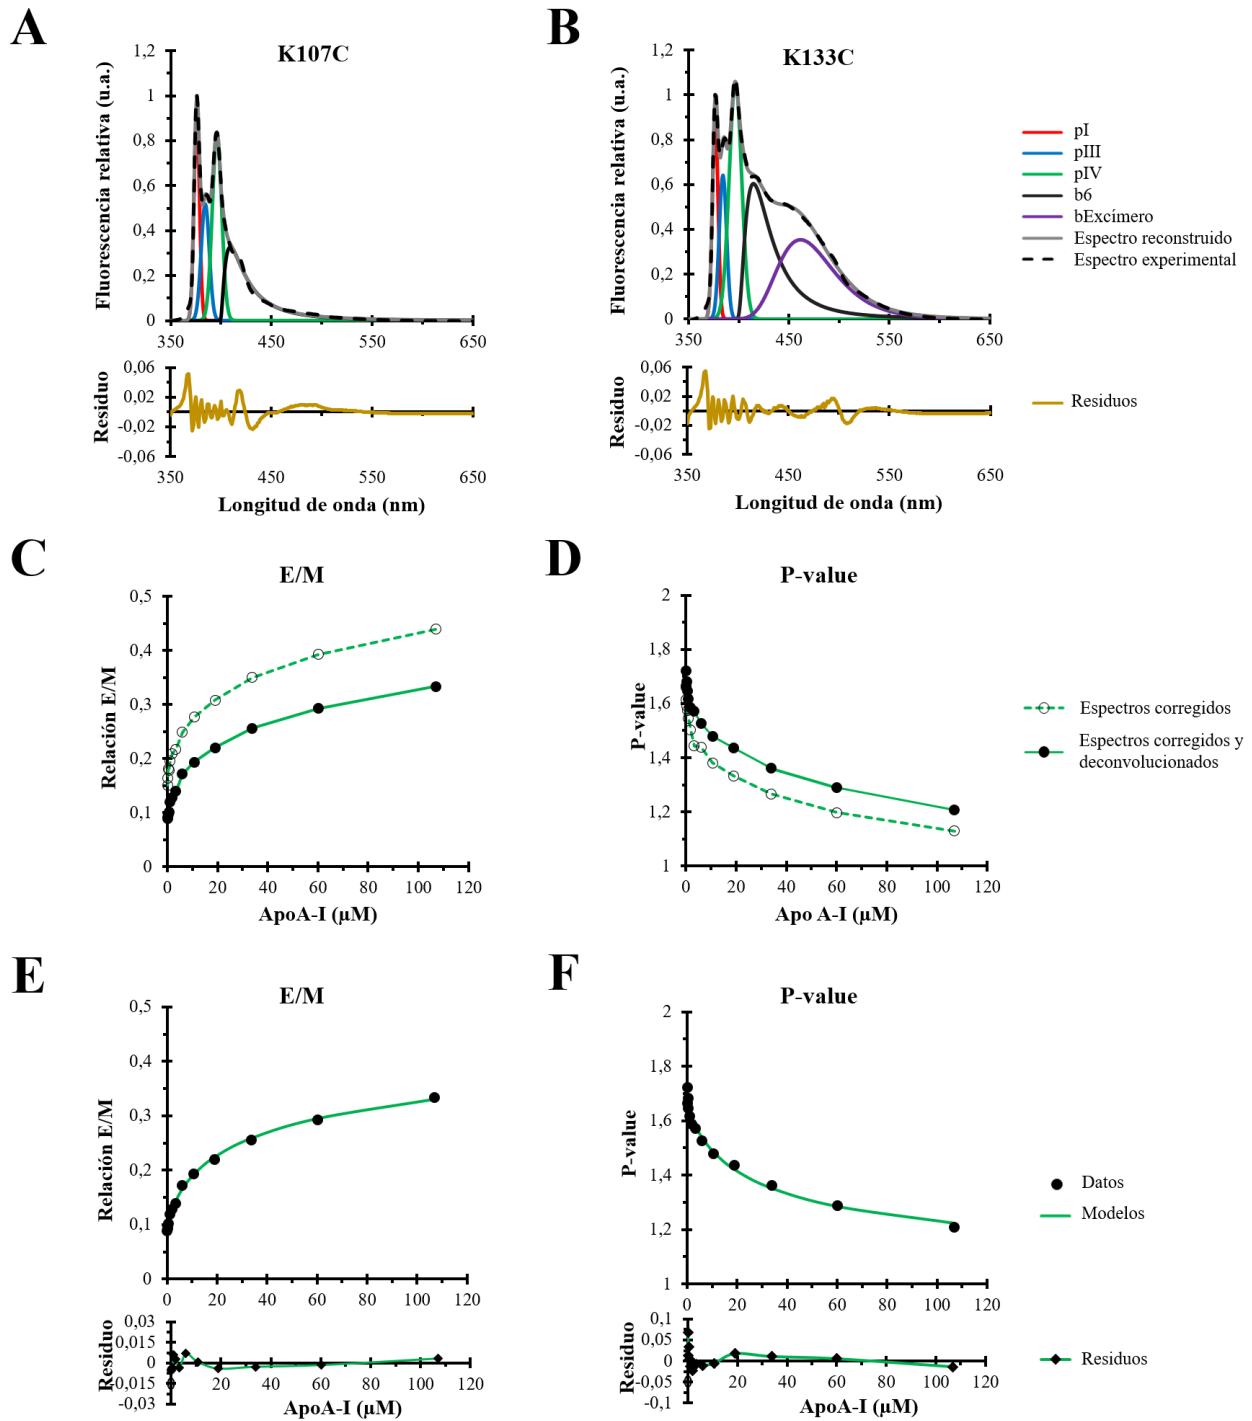 A
K107C
Fluorescencia relativa (u.a.)
1,2
1
0,8
0,6
0,4
0,2
0
350
450
550
650
Residuo
0,06
0,02
-0,02
-0,06
350
450
550
650
Longitud de onda (nm)
B
K133C
Fluorescencia relativa (u.a.)
1,2
1
0,8
0,6
0,4
0,2
0
350
450
550
650
Residuo
0,06
0,02
-0,02
-0,06
350
450
550
650
Longitud de onda (nm)
pI
pIII
pIV
b6
bExcímero
Espectro reconstruido
Espectro experimental
Residuos
C
E/M
Relación E/M
0,5
0,4
0,3
0,2
0,1
0
0
20
40
60
80
100
120
ApoA-I (µM)
D
P-value
P-value
2
1,8
1,6
1,4
1,2
1
0
20
40
60
80
100
120
Apo A-I (µM)
Espectros corregidos
Espectros corregidos y
deconvolucionados
E
E/M
Relación E/M
0,5
0,4
0,3
0,2
0,1
0
0
20
40
60
80
100
120
Residuo
0,03
0,015
0
-0,015
-0,03
0
20
40
60
80
100
120
ApoA-I (µM)
F
P-value
P-value
2
1,8
1,6
1,4
1,2
1
0
20
40
60
80
100
120
Residuo
0,1
0,05
0
-0,05
-0,1
0
20
40
60
80
100
120
ApoA-I (µM)
Datos
Modelos
Residuos